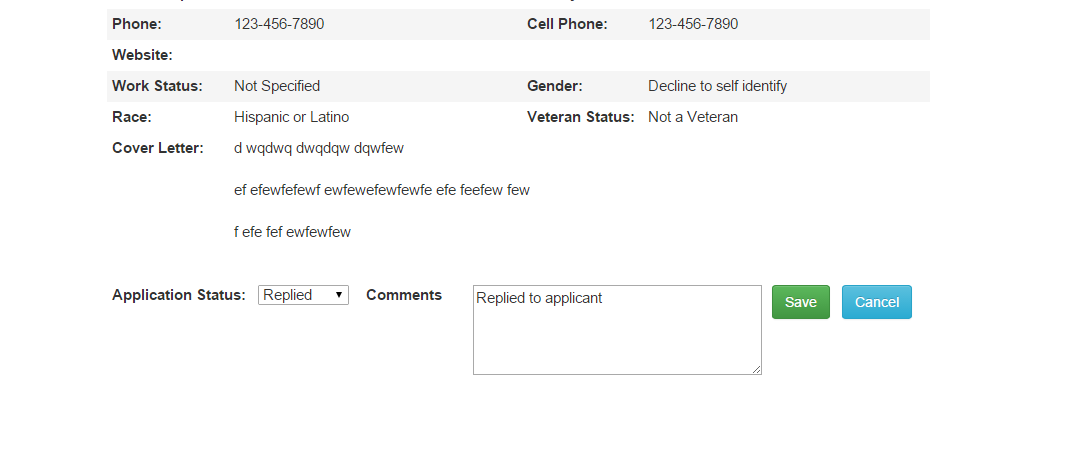 Phone: 123-456-7890 Cell Phone: 123-456-7890
Website:
Work Status: Not Specified Gender: Decline to self identify
Race: Hispanic or Latino Veteran Status: Not a Veteran
Cover Letter: d wqdwq dwqdqw dqwfew
ef efewfefewf ewfewefewfewfe efe feefew few
f efe fef ewfewfew
Application Status: Replied Comments Replied to applicant Save Cancel